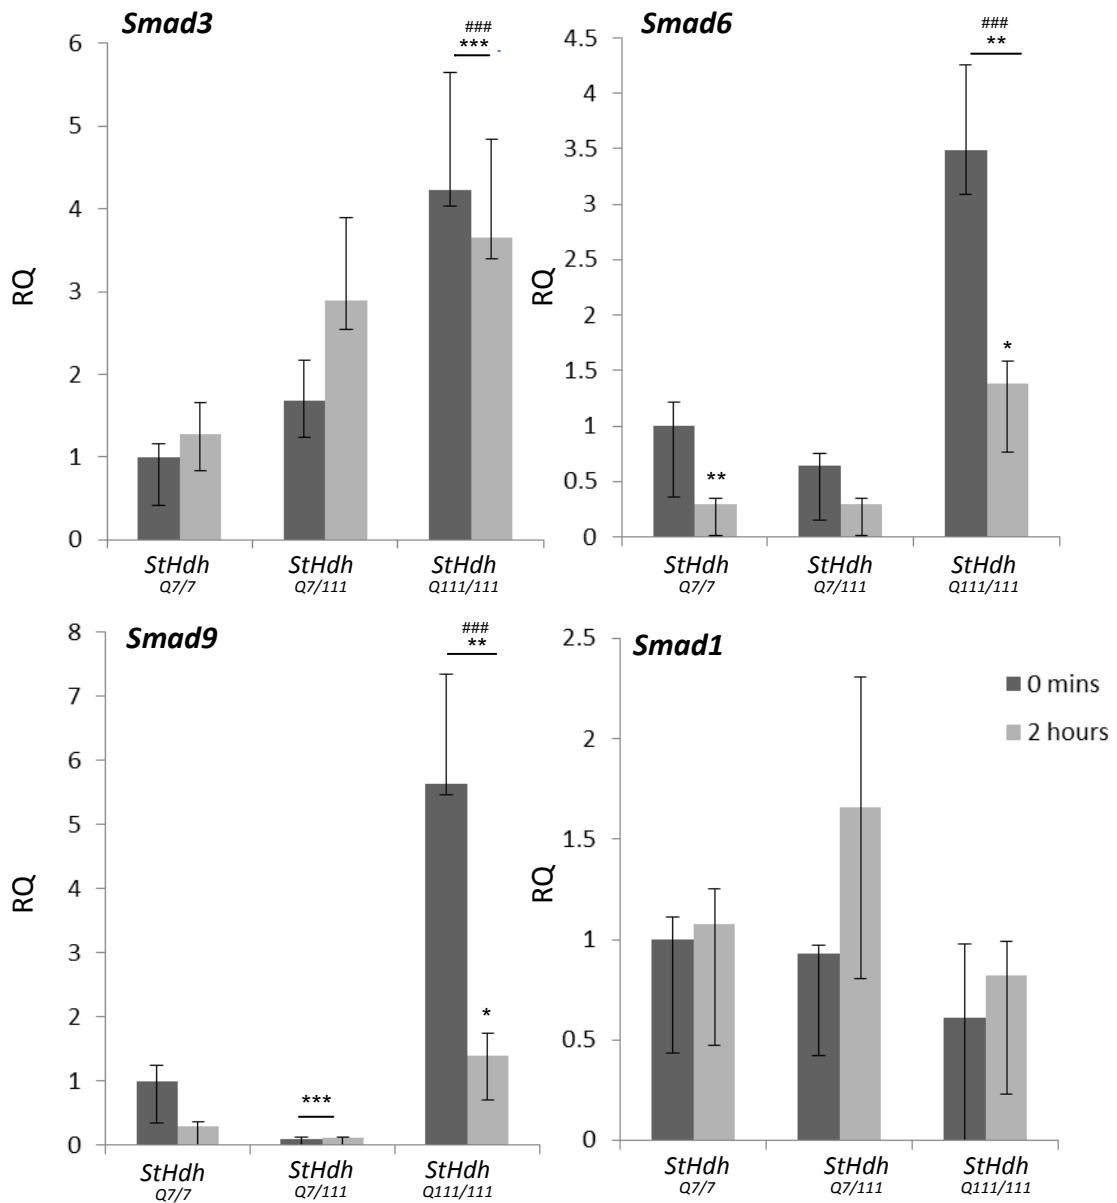 Smad3
###
***
6
5
4
3
2
1
0
RQ
StHdh
Q7/7
StHdh
Q7/111
StHdh
Q111/111
Smad6
###
**
4.5
4
3.5
3
2.5
2
1.5
1
0.5
0
RQ
**
*
StHdh
Q7/7
StHdh
Q7/111
StHdh
Q111/111
Smad9
###
**
8
7
6
5
4
3
2
1
0
RQ
***
*
StHdh
Q7/7
StHdh
Q7/111
StHdh
Q111/111
Smad1
2.5
2
1.5
1
0.5
0
RQ
0 mins
2 hours
StHdh
Q7/7
StHdh
Q7/111
StHdh
Q111/111